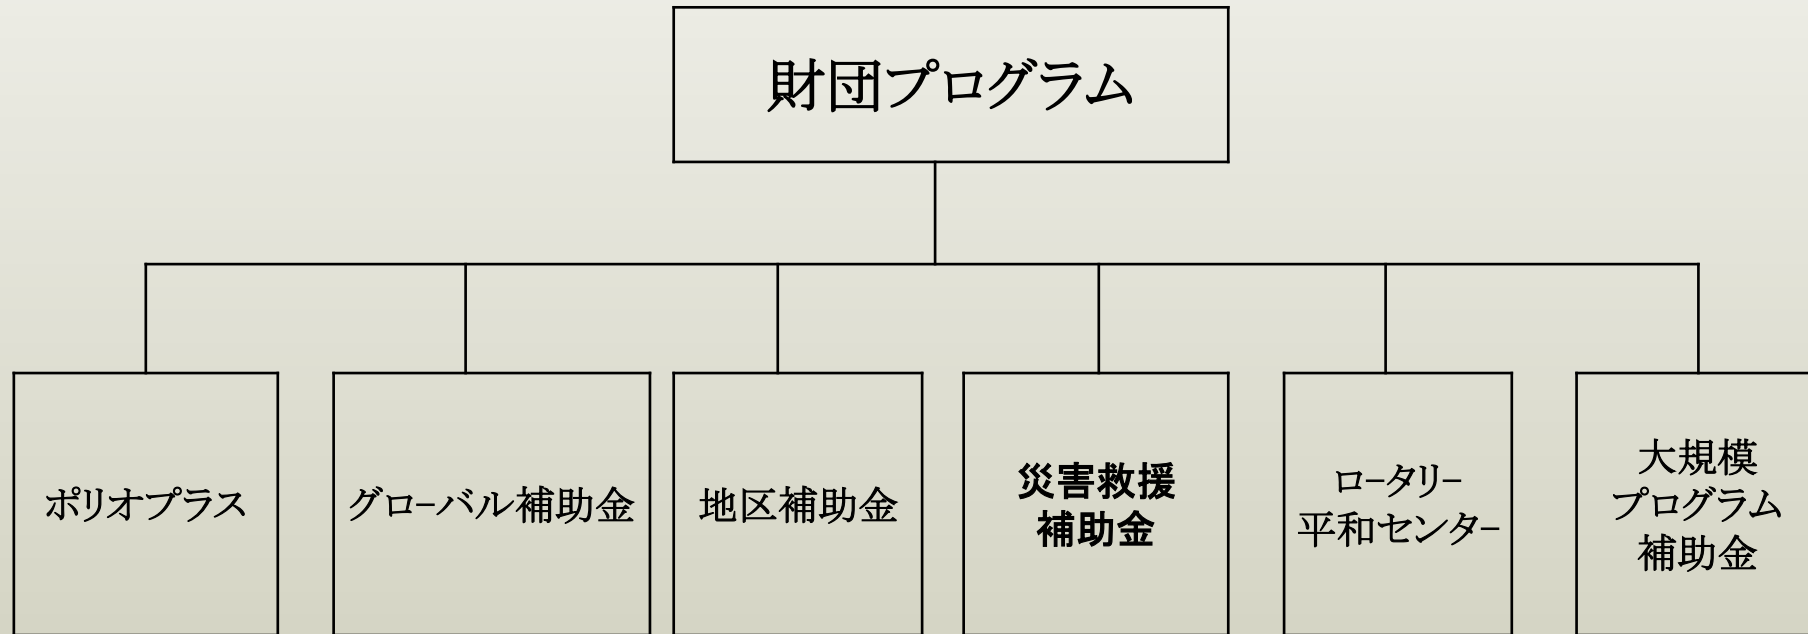 財団プログラム
ポリオプラス
グローバル補助金
地区補助金
災害救援
補助金
ロータリー
平和センター
大規模
プログラム
補助金